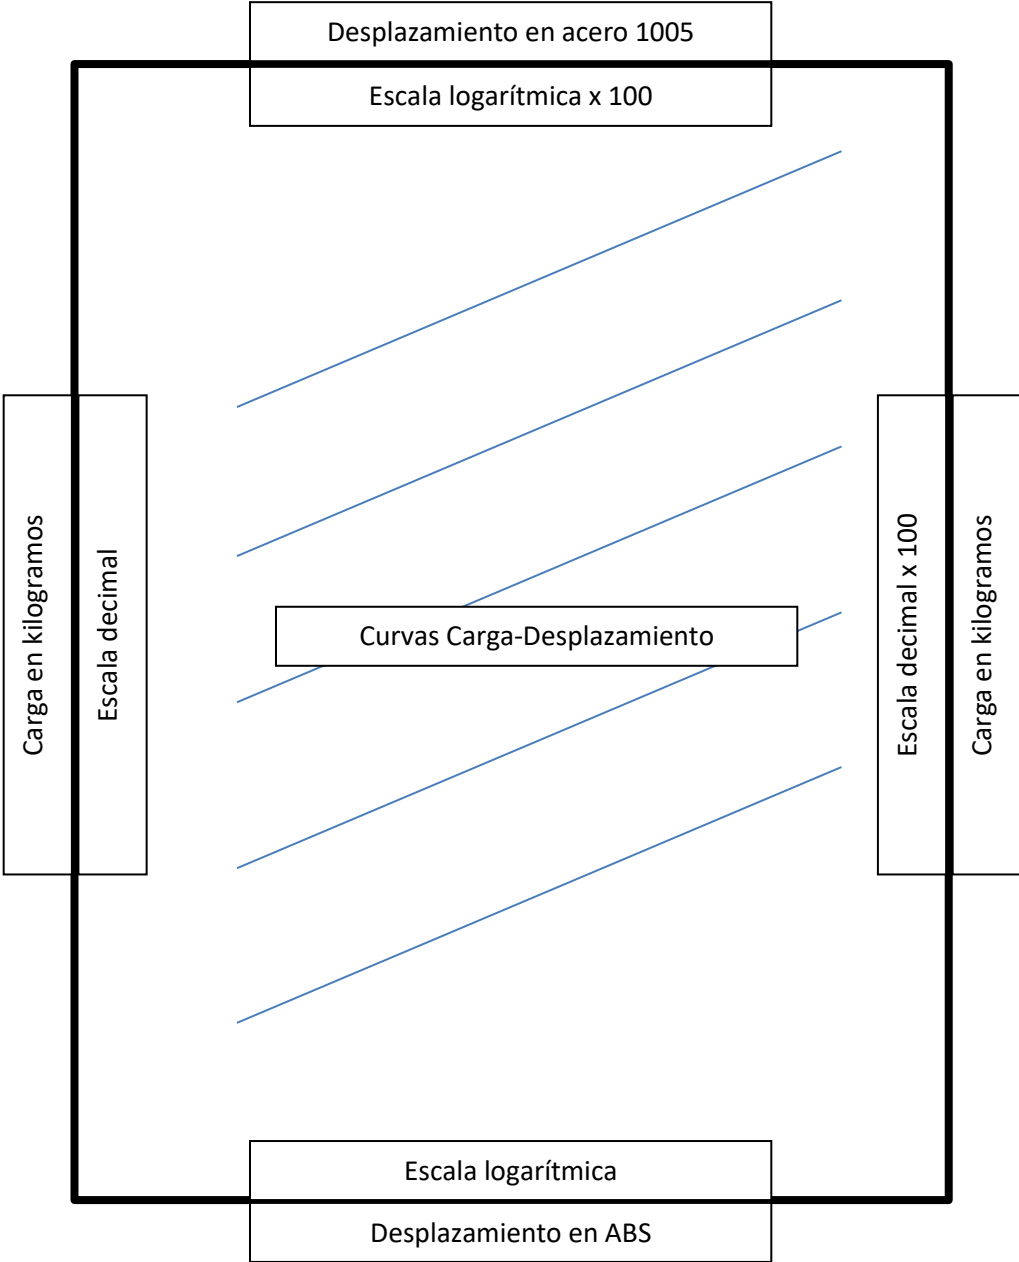 Desplazamiento en acero 1005
Escala logarítmica x 100
Carga en kilogramos
Escala decimal
Curvas Carga-Desplazamiento
Escala decimal x 100
Carga en kilogramos
Escala logarítmica
Desplazamiento en ABS